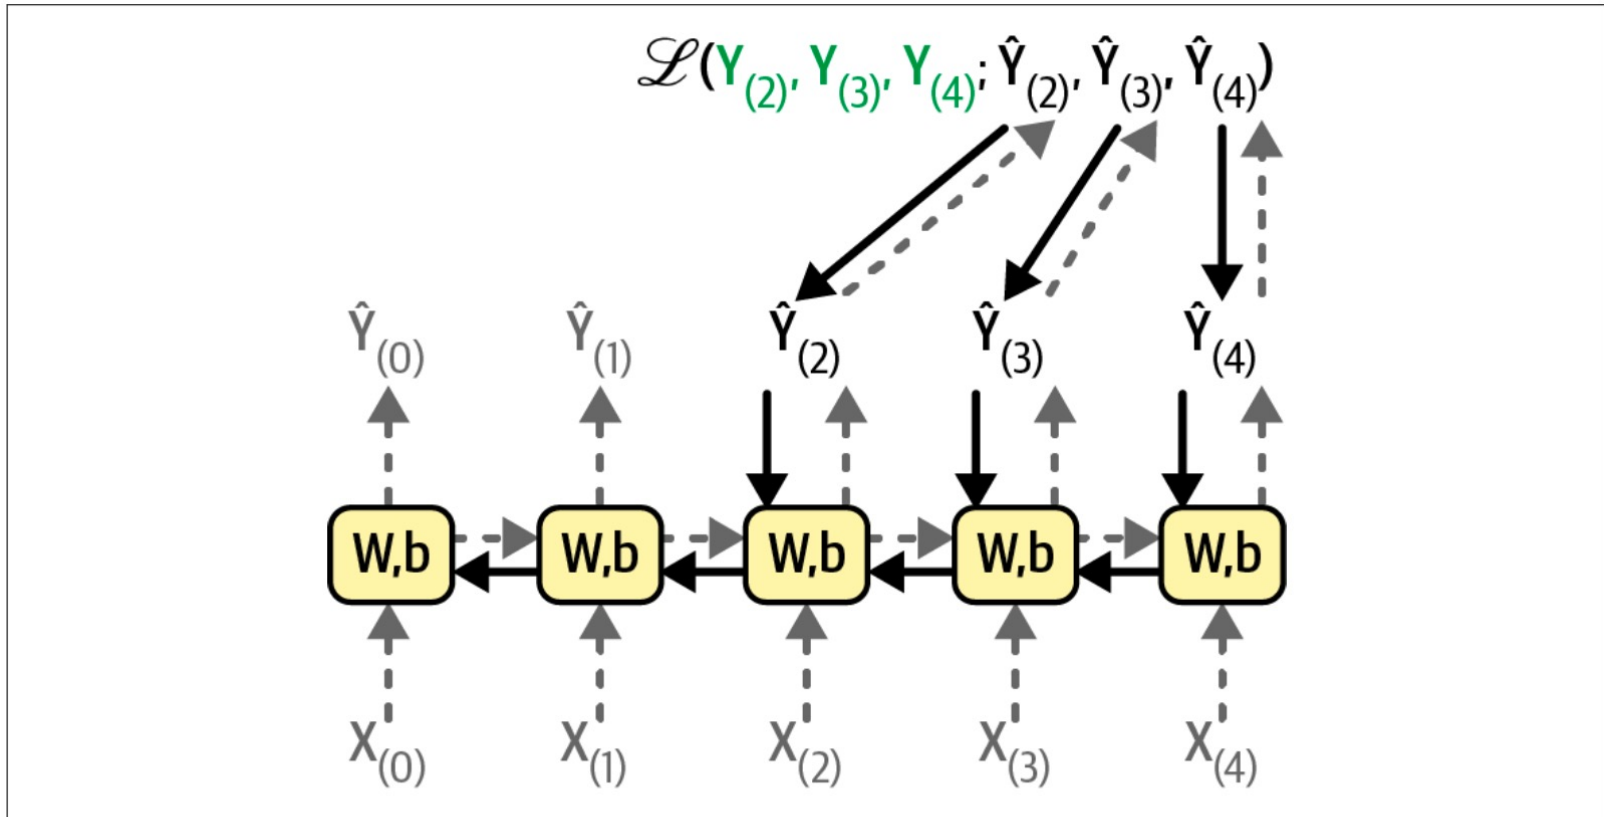 ℒ(Y(2), Y(3), Y(4); Ŷ(2), Ŷ(3), Ŷ(4))
Ŷ(0) Ŷ(1) Ŷ(2) Ŷ(3) Ŷ(4)
W,b W,b W,b W,b W,b
X(0) X(1) X(2) X(3) X(4)